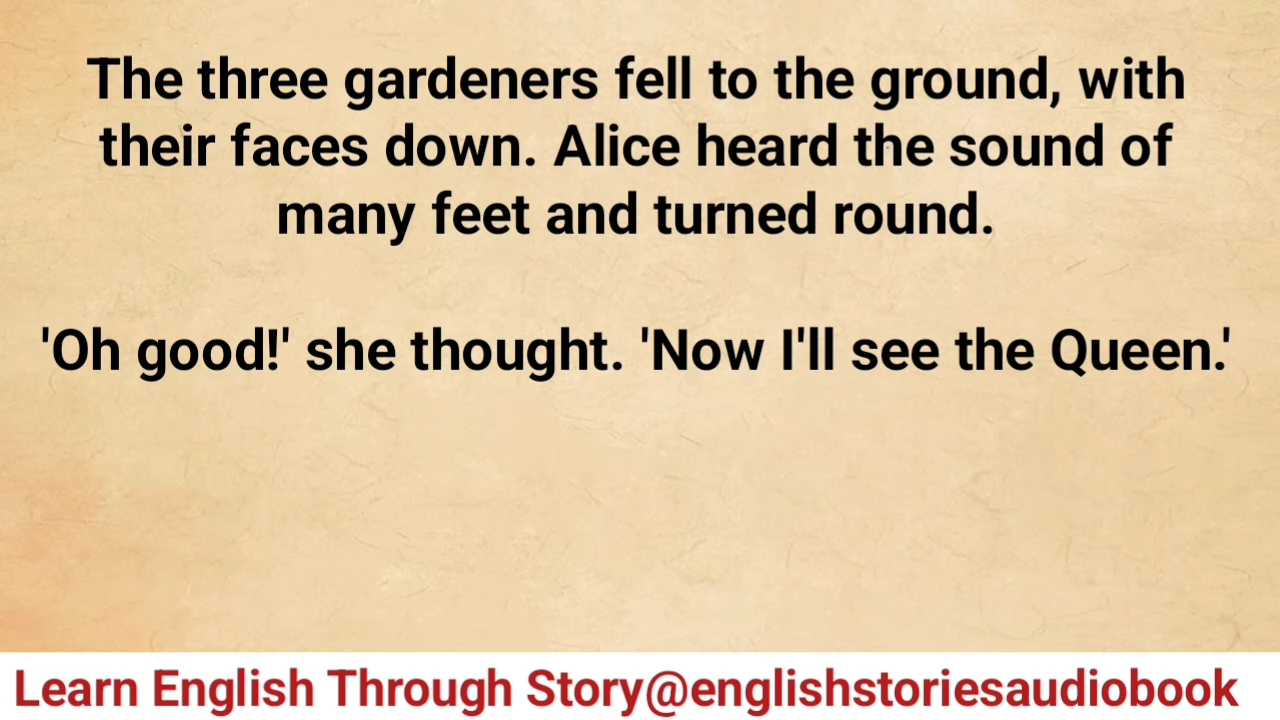 The three gardeners fell to the ground, with
their faces down. Alice heard the sound of
many feet and turned round.
'Oh good!' she thought. 'Now I'll see the Queen.'
Learn English Through Story@englishstoriesaudiobook